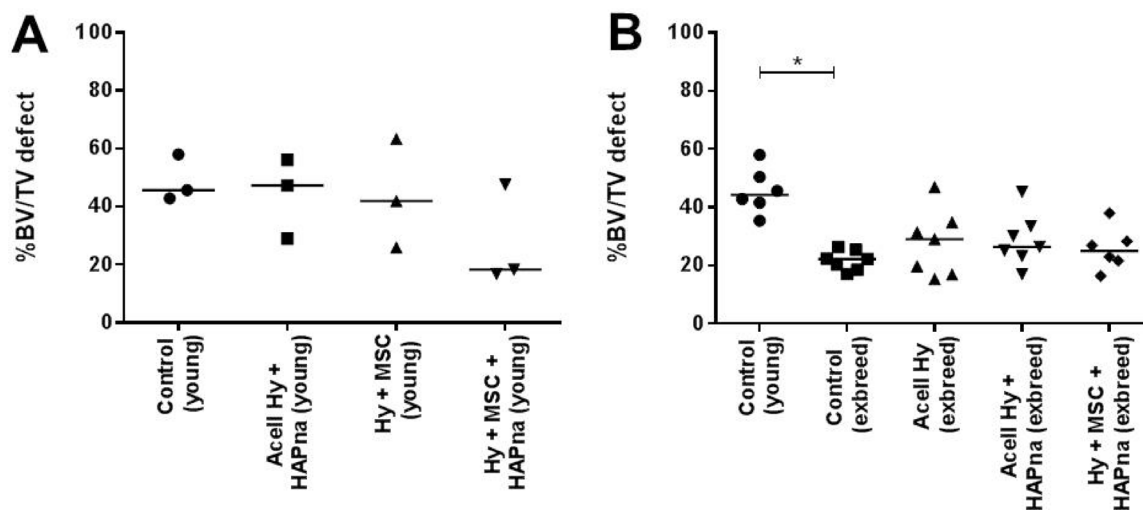 A
%BV/TV defect
100
80
60
40
20
0
Control
(young)
Acell Hy +
HAPna (young)
Hy + MSC
(young)
Hy + MSC +
HAPna (young)
B
%BV/TV defect
100
80
60
40
20
0
*
Control
(young)
Control
(exbreed)
Acell Hy
(exbreed)
Acell Hy +
HAPna (exbreed)
Hy + MSC +
HAPna (exbreed)